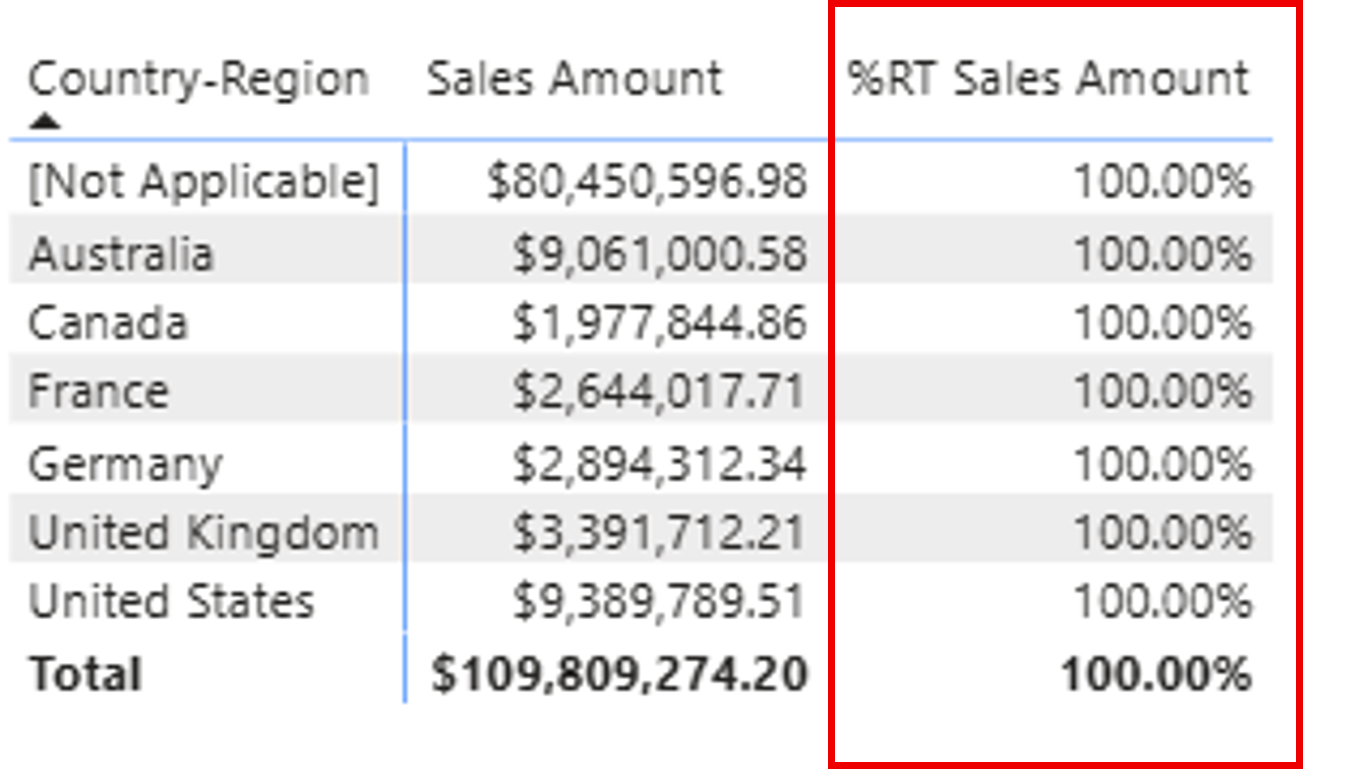 Country-Region Sales Amount %RT Sales Amount
[Not Applicable] $80,450,596.98 100.00%
Australia $9,061,000.58 100.00%
Canada $1,977,844.86 100.00%
France $2,644,017.71 100.00%
Germany $2,894,312.34 100.00%
United Kingdom $3,391,712.21 100.00%
United States $9,389,789.51 100.00%
Total $109,809,274.20 100.00%